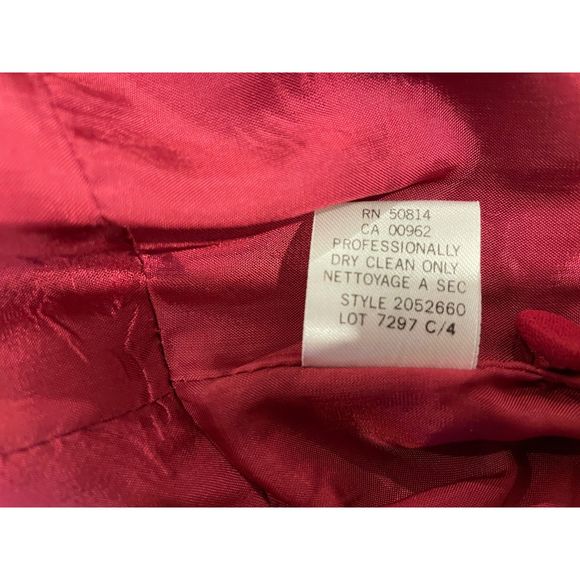 RN 50814
CA 00962
PROFESSIONALLY
DRY CLEAN ONLY
NETTOYAGE A SEC
STYLE 2052660
LOT 7297 C/4